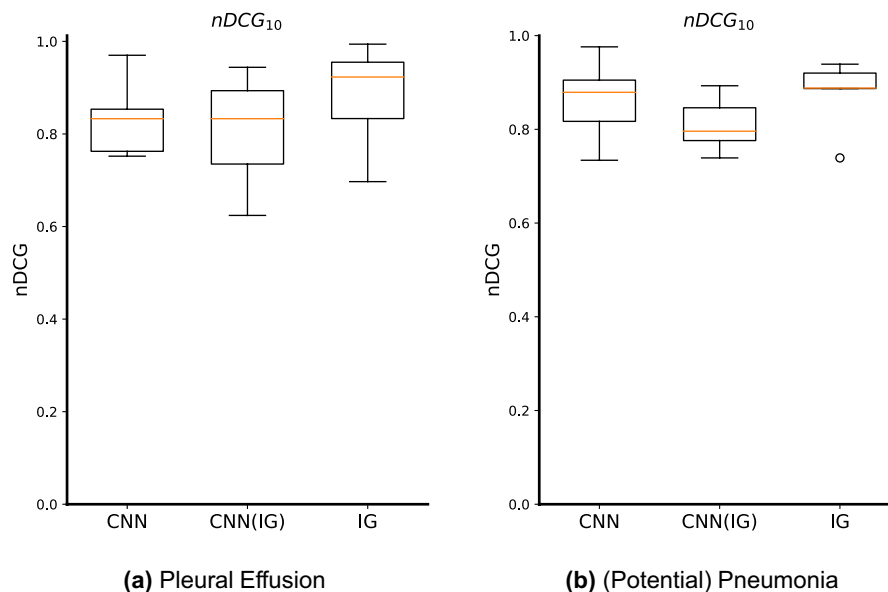 nDCG₁₀
1.0
0.8
0.6
0.4
0.2
0.0
nDCG
CNN
CNN(IG)
IG
(a) Pleural Effusion
nDCG₁₀
1.0
0.8
0.6
0.4
0.2
0.0
nDCG
CNN
CNN(IG)
IG
(b) (Potential) Pneumonia